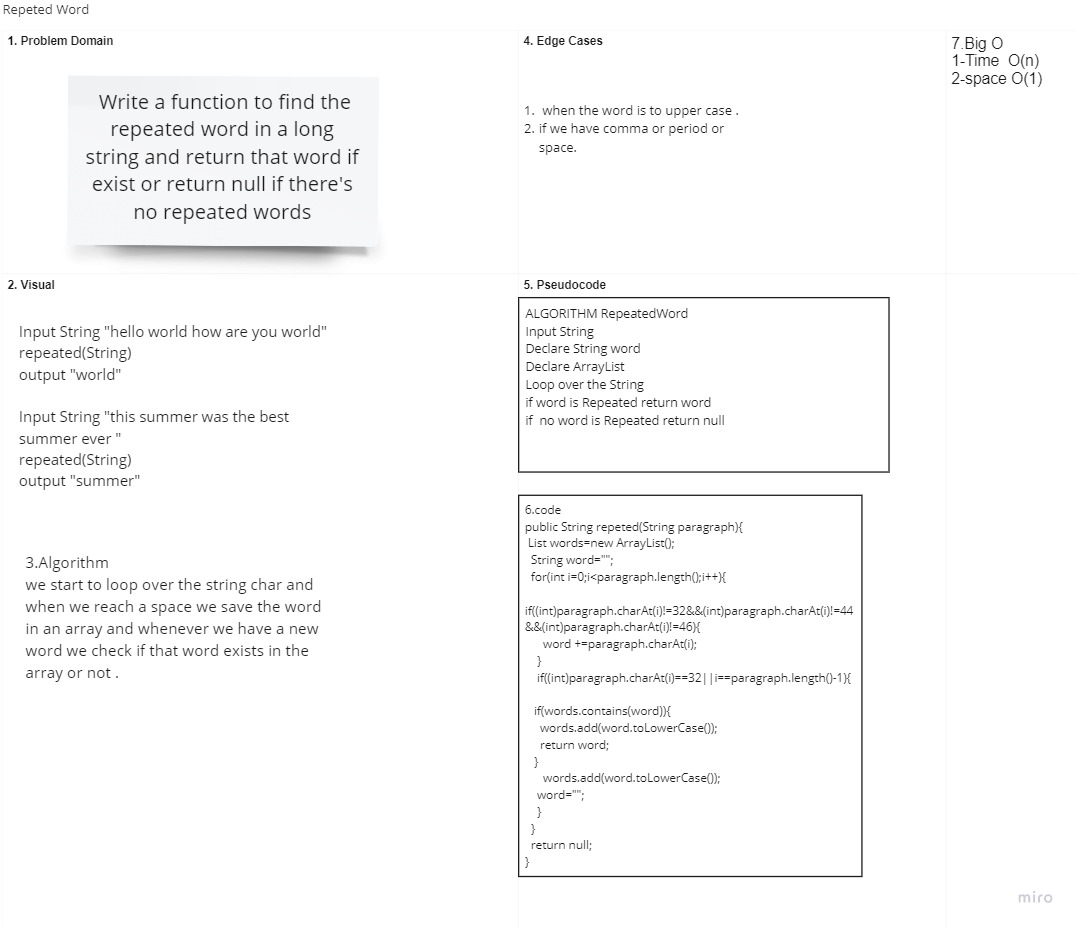 Repeted Word
1. Problem Domain
Write a function to find the
repeated word in a long
string and return that word if
exist or return null if there's
no repeated words
4. Edge Cases
1. when the word is to upper case .
2. if we have comma or period or
space.
7.Big O
1-Time O(n)
2-space O(1)
2. Visual
Input String "hello world how are you world"
repeated(String)
output "world"
Input String "this summer was the best
summer ever "
repeated(String)
output "summer"
3.Algorithm
we start to loop over the string char and
when we reach a space we save the word
in an array and whenever we have a new
word we check if that word exists in the
array or not .
5. Pseudocode
ALGORITHM RepeatedWord
Input String
Declare String word
Declare ArrayList
Loop over the String
if word is Repeated return word
if no word is Repeated return null
6.code
public String repeted(String paragraph){
List words=new ArrayList();
String word="";
for(int i=0;i<paragraph.length();i++){
if((int)paragraph.charAt(i)!=32&&(int)paragraph.charAt(i)!=44
&&(int)paragraph.charAt(i)!=46){
word +=paragraph.charAt(i);
}
if((int)paragraph.charAt(i)==32||i==paragraph.length()-1){
if(words.contains(word)){
words.add(word.toLowerCase());
return word;
}
words.add(word.toLowerCase());
word="";
}
}
return null;
}
miro